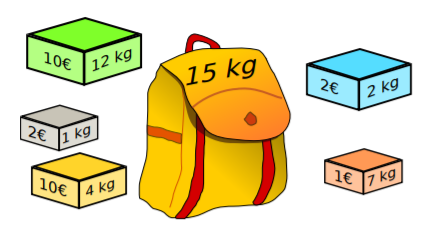 10€ 12 kg
15 kg
2€ 2 kg
2€ 1 kg
10€ 4 kg
1€ 7 kg